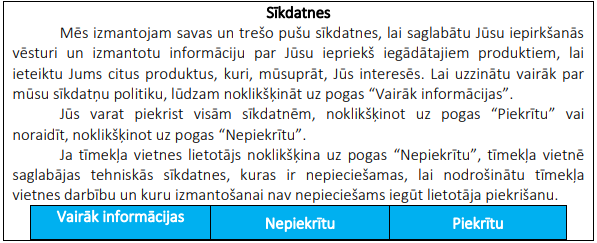 Sīkdatnes
Mēs izmantojam savas un trešo pušu sīkdatnes, lai saglabātu Jūsu iepirkšanās
vēsturi un izmantotu informāciju par Jūsu iepriekš iegādātajiem produktiem, lai
ieteiktu Jums citus produktus, kuri, mūsuprāt, Jūs interesēs. Lai uzzinātu vairāk par
mūsu sīkdatņu politiku, lūdzam noklikšķināt uz pogas “Vairāk informācijas”.
Jūs varat piekrist visām sīkdatnēm, noklikšķinot uz pogas “Piekrītu” vai
noraidīt, noklikšķinot uz pogas “Nepiekrītu”.
Ja tīmekļa vietnes lietotājs noklikšķina uz pogas “Nepiekrītu”, tīmekļa vietnē
saglabājas tehniskās sīkdatnes, kuras ir nepieciešamas, lai nodrošinātu tīmekļa
vietnes darbību un kuru izmantošanai nav nepieciešams iegūt lietotāja piekrišanu.
Vairāk informācijas Nepiekrītu Piekrītu